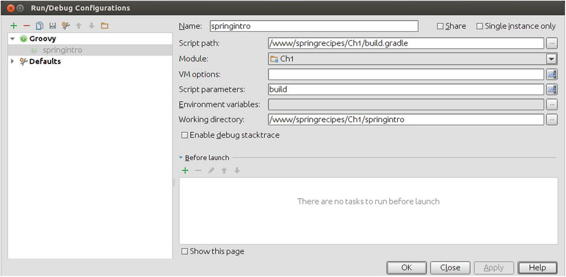 Run/Debug Configurations
Name: springintro
Share
Single instance only
Groovy
springintro
Defaults
Script path: /www/springrecipes/Ch1/build.gradle
Module: Ch1
VM options:
Script parameters: build
Environment variables:
Working directory: /www/springrecipes/Ch1/springintro
Enable debug stacktrace
Before launch
There are no tasks to run before launch
Show this page
OK Close Apply Help